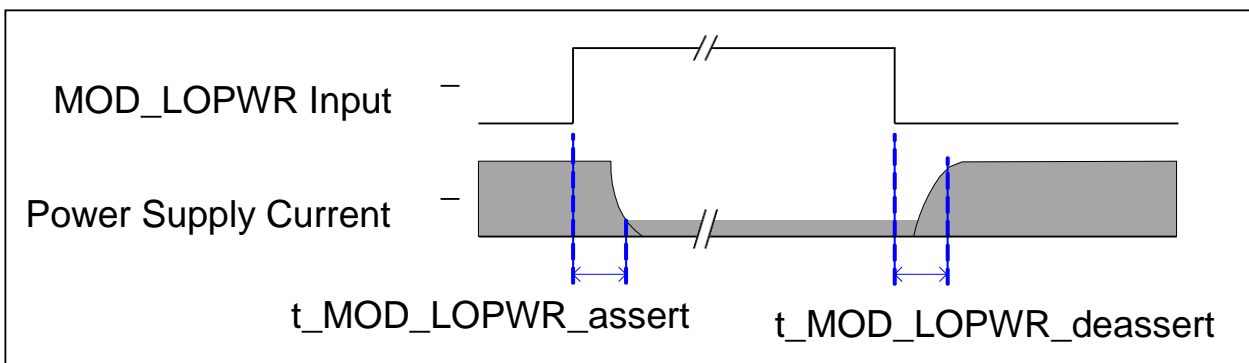 MOD_LOPWR Input
Power Supply Current
t_MOD_LOPWR_assert
t_MOD_LOPWR_deassert